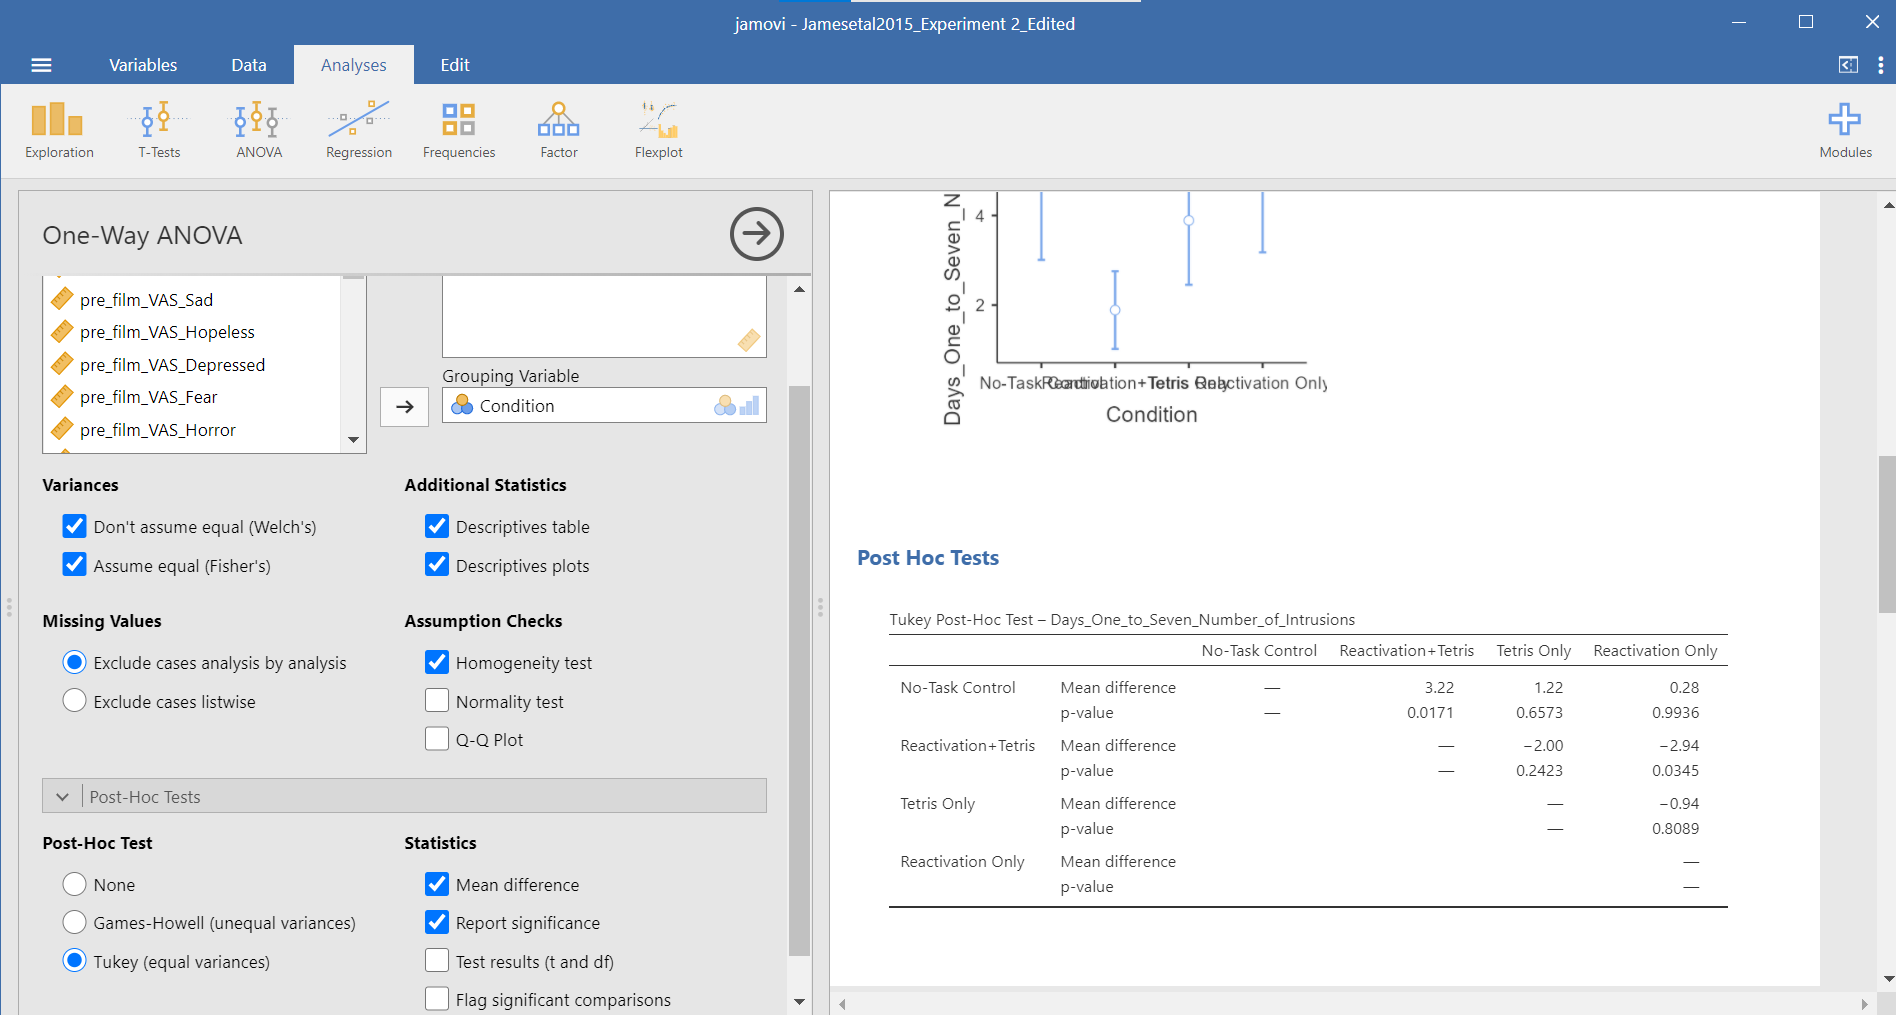 jamovi - Jamesetal2015_Experiment 2_Edited
Variables Data Analyses Edit
Exploration T-Tests ANOVA Regression Frequencies Factor Flexplot Modules
One-Way ANOVA
pre_film_VAS_Sad
pre_film_VAS_Hopeless
pre_film_VAS_Depressed
pre_film_VAS_Fear
pre_film_VAS_Horror
Grouping Variable
Condition
Variances
Don't assume equal (Welch's)
Assume equal (Fisher's)
Additional Statistics
Descriptives table
Descriptives plots
Missing Values
Exclude cases analysis by analysis
Exclude cases listwise
Assumption Checks
Homogeneity test
Normality test
Q-Q Plot
Post-Hoc Tests
Post-Hoc Test
None
Games-Howell (unequal variances)
Tukey (equal variances)
Statistics
Mean difference
Report significance
Test results (t and df)
Flag significant comparisons
Days_One_to_Seven_N
4
2
No-Task Control Reactivation+Tetris Tetris Only Reactivation Only
Condition
Post Hoc Tests
Tukey Post-Hoc Test – Days_One_to_Seven_Number_of_Intrusions
No-Task Control Reactivation+Tetris Tetris Only Reactivation Only
No-Task Control Mean difference — 3.22 1.22 0.28
p-value — 0.0171 0.6573 0.9936
Reactivation+Tetris Mean difference — −2.00 −2.94
p-value — 0.2423 0.0345
Tetris Only Mean difference — −0.94
p-value — 0.8089
Reactivation Only Mean difference —
p-value —